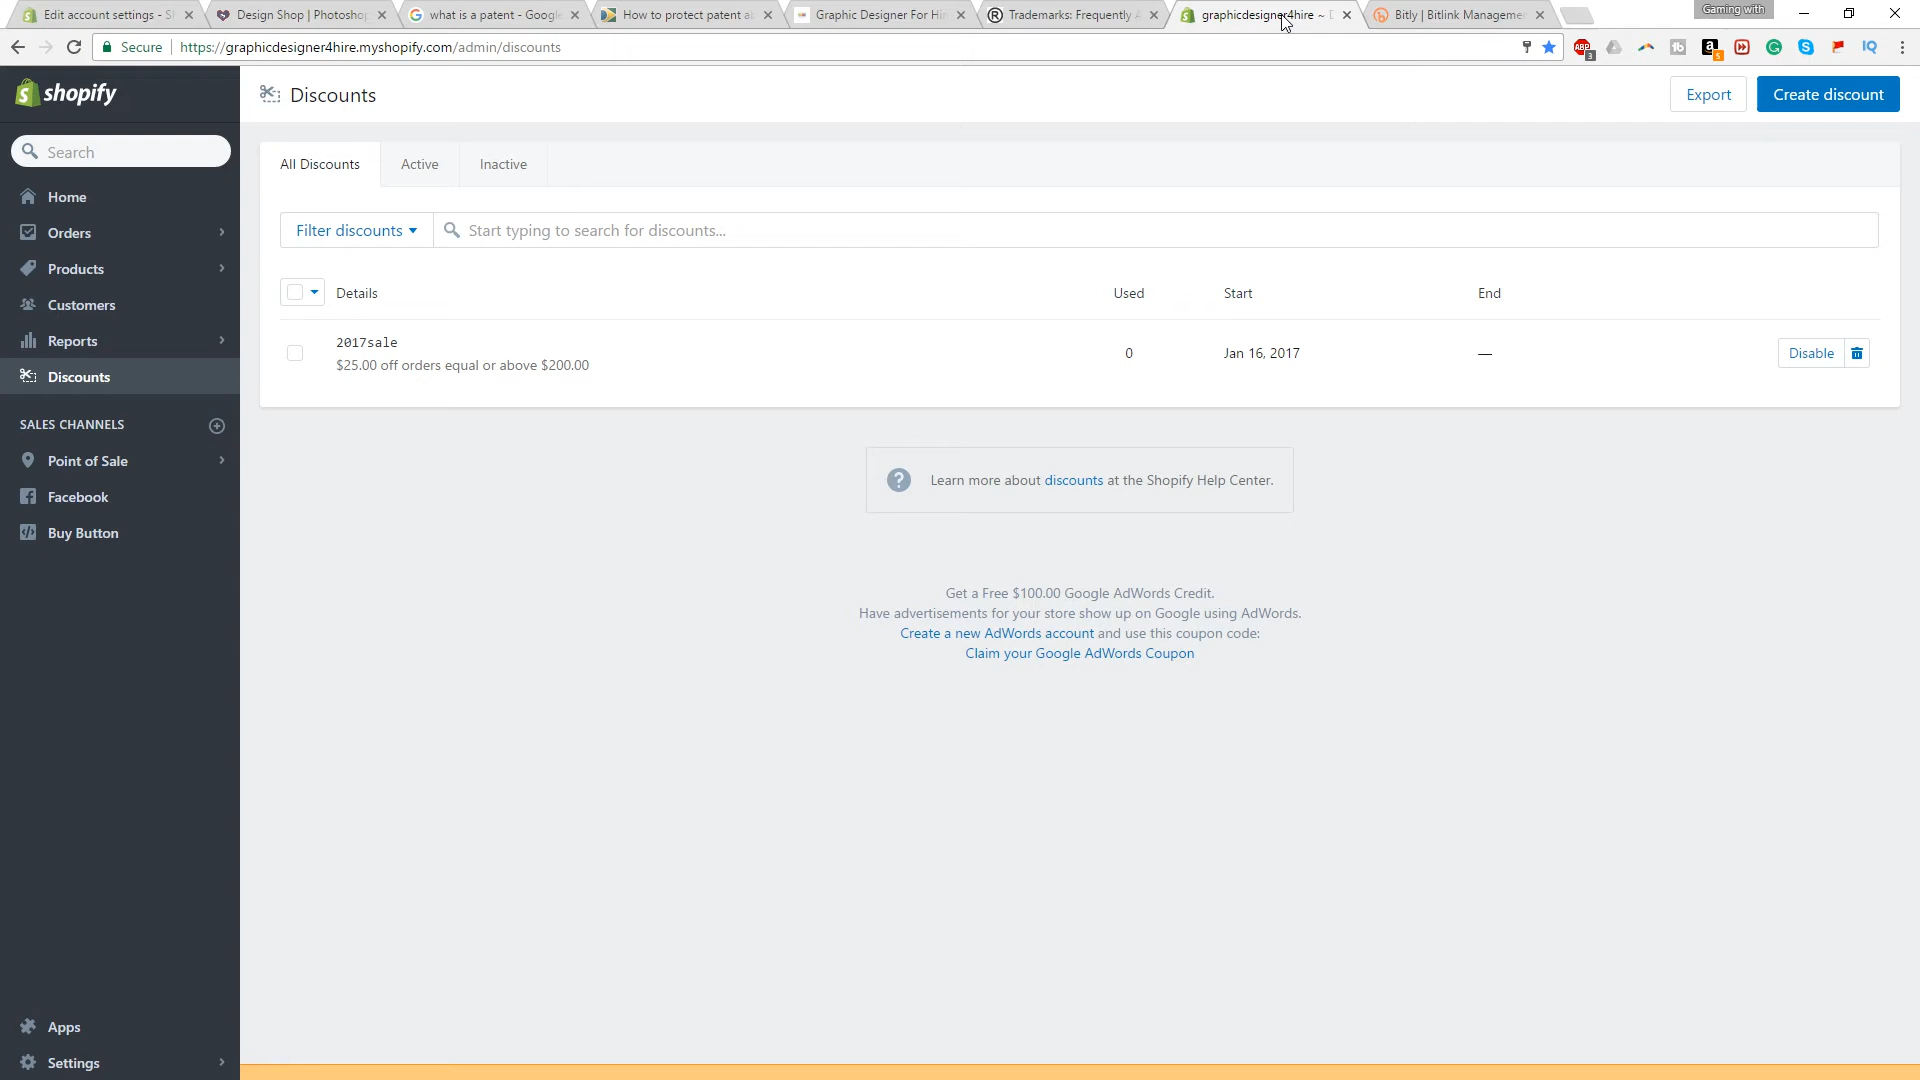 Edit account settings - S
Design Shop | Photoshop
what is a patent - Google
How to protect patent a
Graphic Designer For Hir
Trademarks: Frequently A
graphicdesigner4hire ~ D
Bitly | Bitlink Managemen
Gaming with
Secure
https://graphicdesigner4hire.myshopify.com/admin/discounts
shopify
Discounts
Export
Create discount
Search
All Discounts
Active
Inactive
Home
Filter discounts
Start typing to search for discounts...
Orders
Products
Details
Used
Start
End
Customers
Reports
2017sale
$25.00 off orders equal or above $200.00
0
Jan 16, 2017
—
Disable
Discounts
SALES CHANNELS
Point of Sale
Learn more about discounts at the Shopify Help Center.
Facebook
Buy Button
Get a Free $100.00 Google AdWords Credit.
Have advertisements for your store show up on Google using AdWords.
Create a new AdWords account and use this coupon code:
Claim your Google AdWords Coupon
Apps
Settings